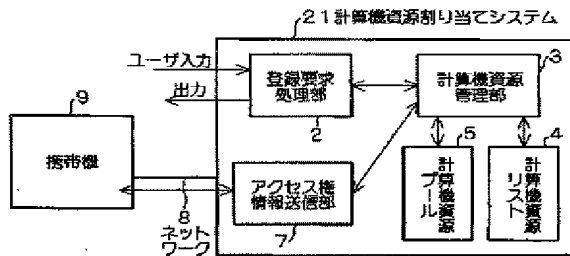 21計算機資源割り当てシステム
ユーザ入力
出力
登録要求
処理部
2
3
計算機資源
管理部
9
携帯機
5
計算機資源
プール
4
計算機資源
リスト
アクセス権
情報送信部
7
8
ネット
ワーク